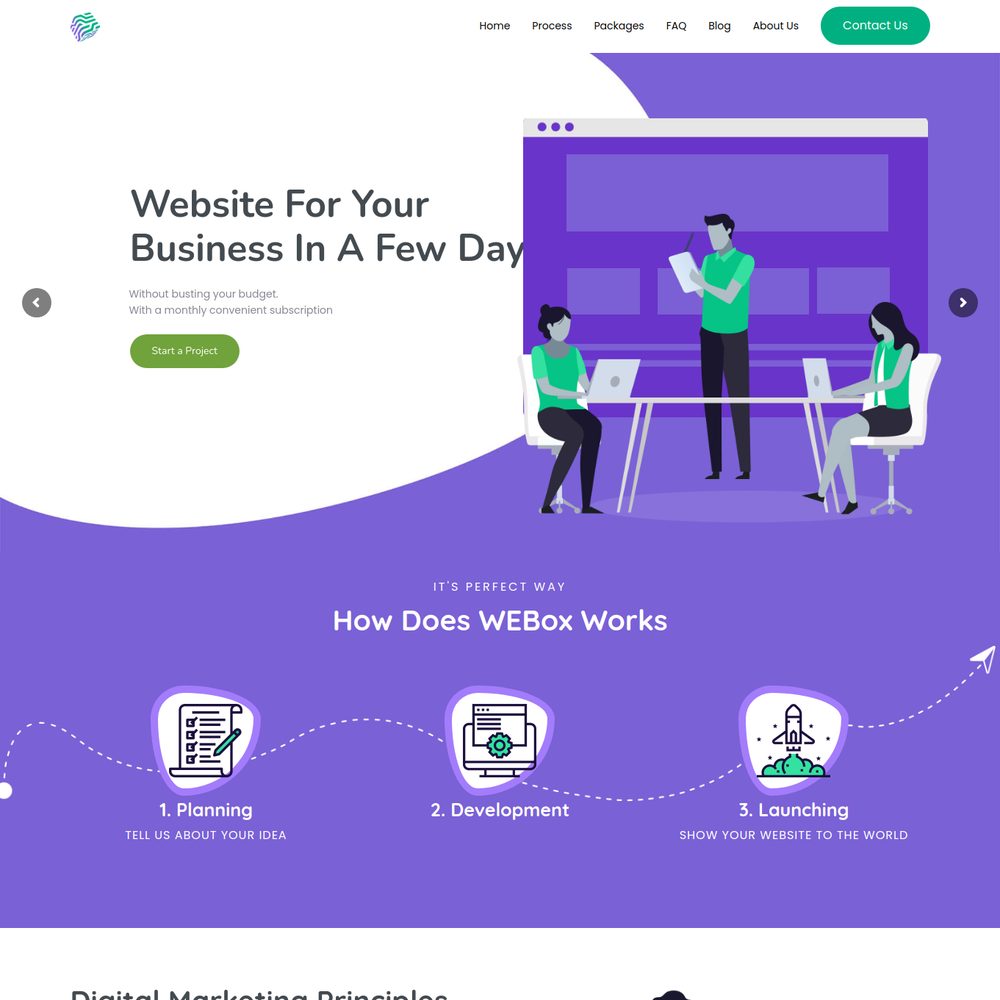 Home Process Packages FAQ Blog About Us Contact Us
Website For Your
Business In A Few Day
Without busting your budget.
With a monthly convenient subscription
Start a Project
IT'S PERFECT WAY
How Does WEBox Works
1. Planning
TELL US ABOUT YOUR IDEA
2. Development
3. Launching
SHOW YOUR WEBSITE TO THE WORLD
Digital Marketing Principles